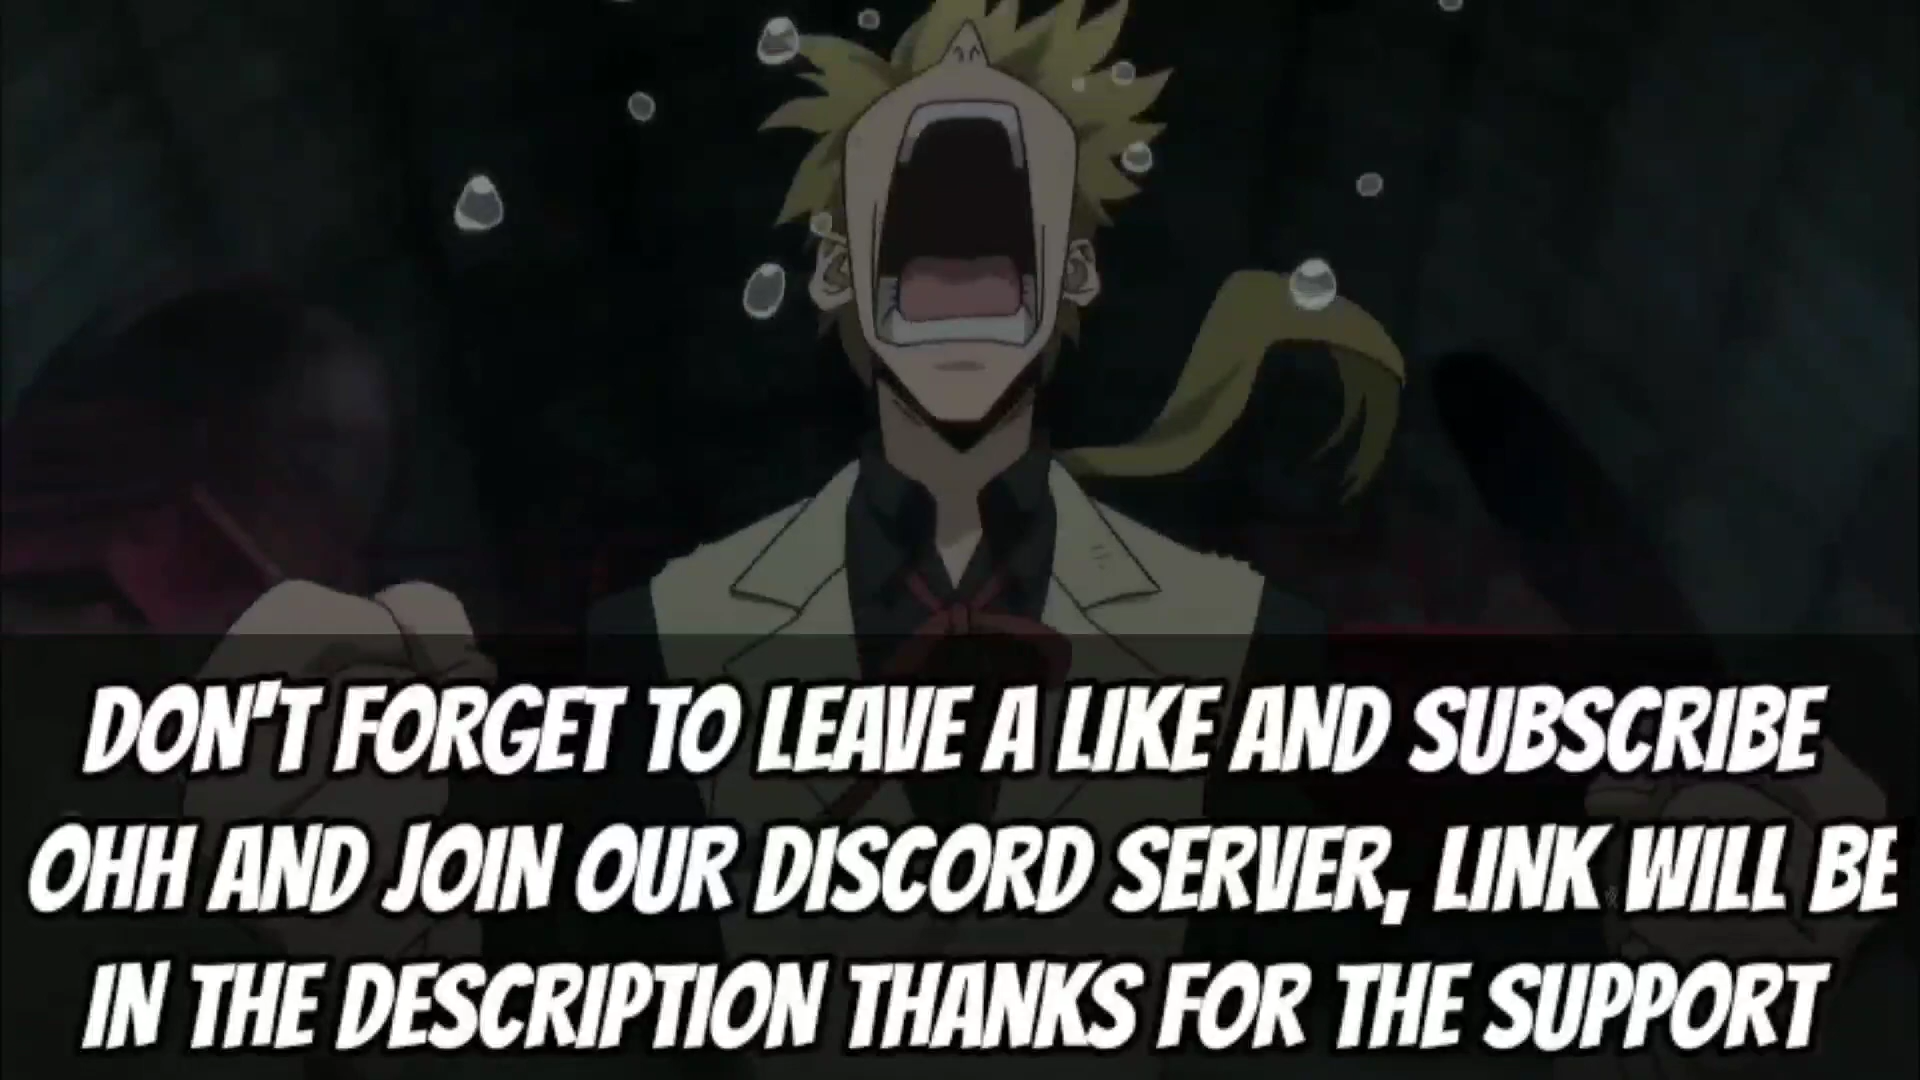 DON'T FORGET TO LEAVE A LIKE AND SUBSCRIBE
OHH AND JOIN OUR DISCORD SERVER, LINK WILL BE
IN THE DESCRIPTION THANKS FOR THE SUPPORT